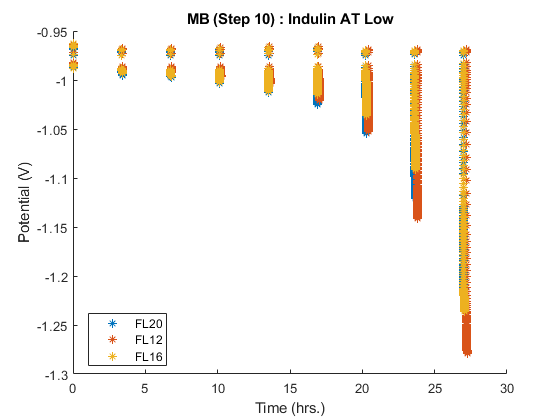 MB (Step 10) : Indulin AT Low
-0.95
-1
-1.05
-1.1
-1.15
-1.2
-1.25
-1.3
Potential (V)
FL20
FL12
FL16
0 5 10 15 20 25 30
Time (hrs.)